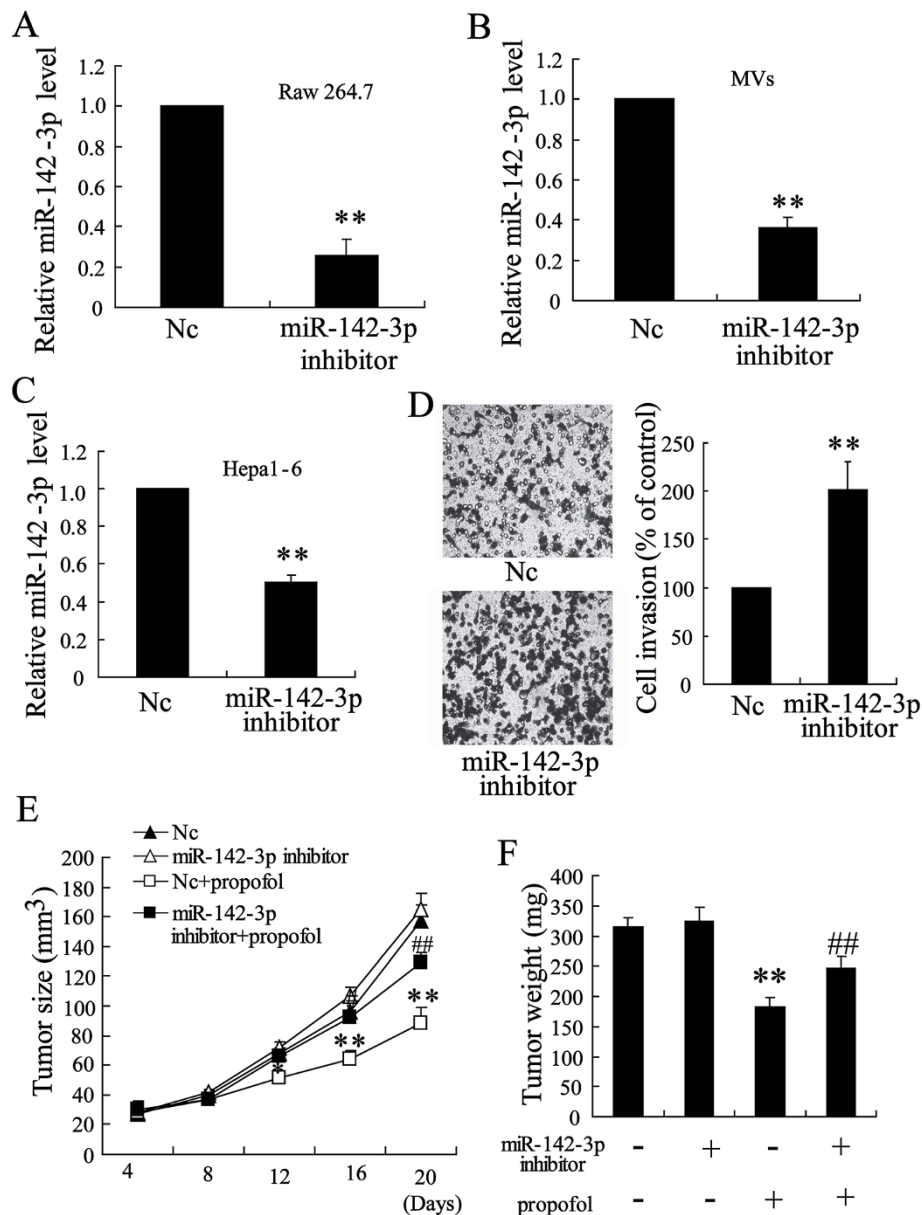 A
Relative miR-142-3p level
1.2
1.0
0.8
0.6
0.4
0.2
0
Raw 264.7
**
Nc
miR-142-3p
inhibitor
B
Relative miR-142-3p level
1.2
1.0
0.8
0.6
0.4
0.2
0
MVs
**
Nc
miR-142-3p
inhibitor
C
Relative miR-142-3p level
1.2
1.0
0.8
0.6
0.4
0.2
0
Hepa1-6
**
Nc
miR-142-3p
inhibitor
D
Nc
miR-142-3p
inhibitor
Cell invasion (% of control)
250
200
150
100
50
0
**
Nc
miR-142-3p
inhibitor
E
Nc
miR-142-3p inhibitor
Nc+propofol
miR-142-3p
inhibitor+propofol
Tumor size (mm3)
200
180
160
140
120
100
80
60
40
20
0
##
**
**
*
4 8 12 16 20
(Days)
F
Tumor weight (mg)
400
350
300
250
200
150
100
50
0
**
##
miR-142-3p
inhibitor
- + - +
propofol
- - + +